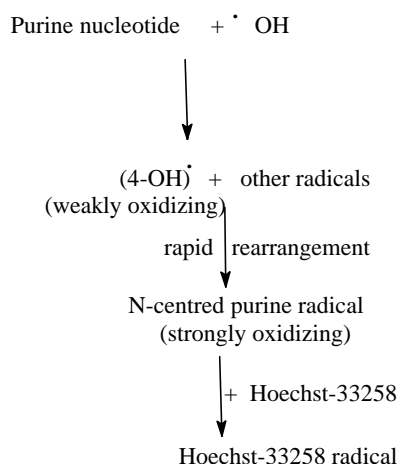 Purine nucleotide + · OH
(4-OH)· + other radicals
(weakly oxidizing)
rapid rearrangement
N-centred purine radical
(strongly oxidizing)
+ Hoechst-33258
Hoechst-33258 radical